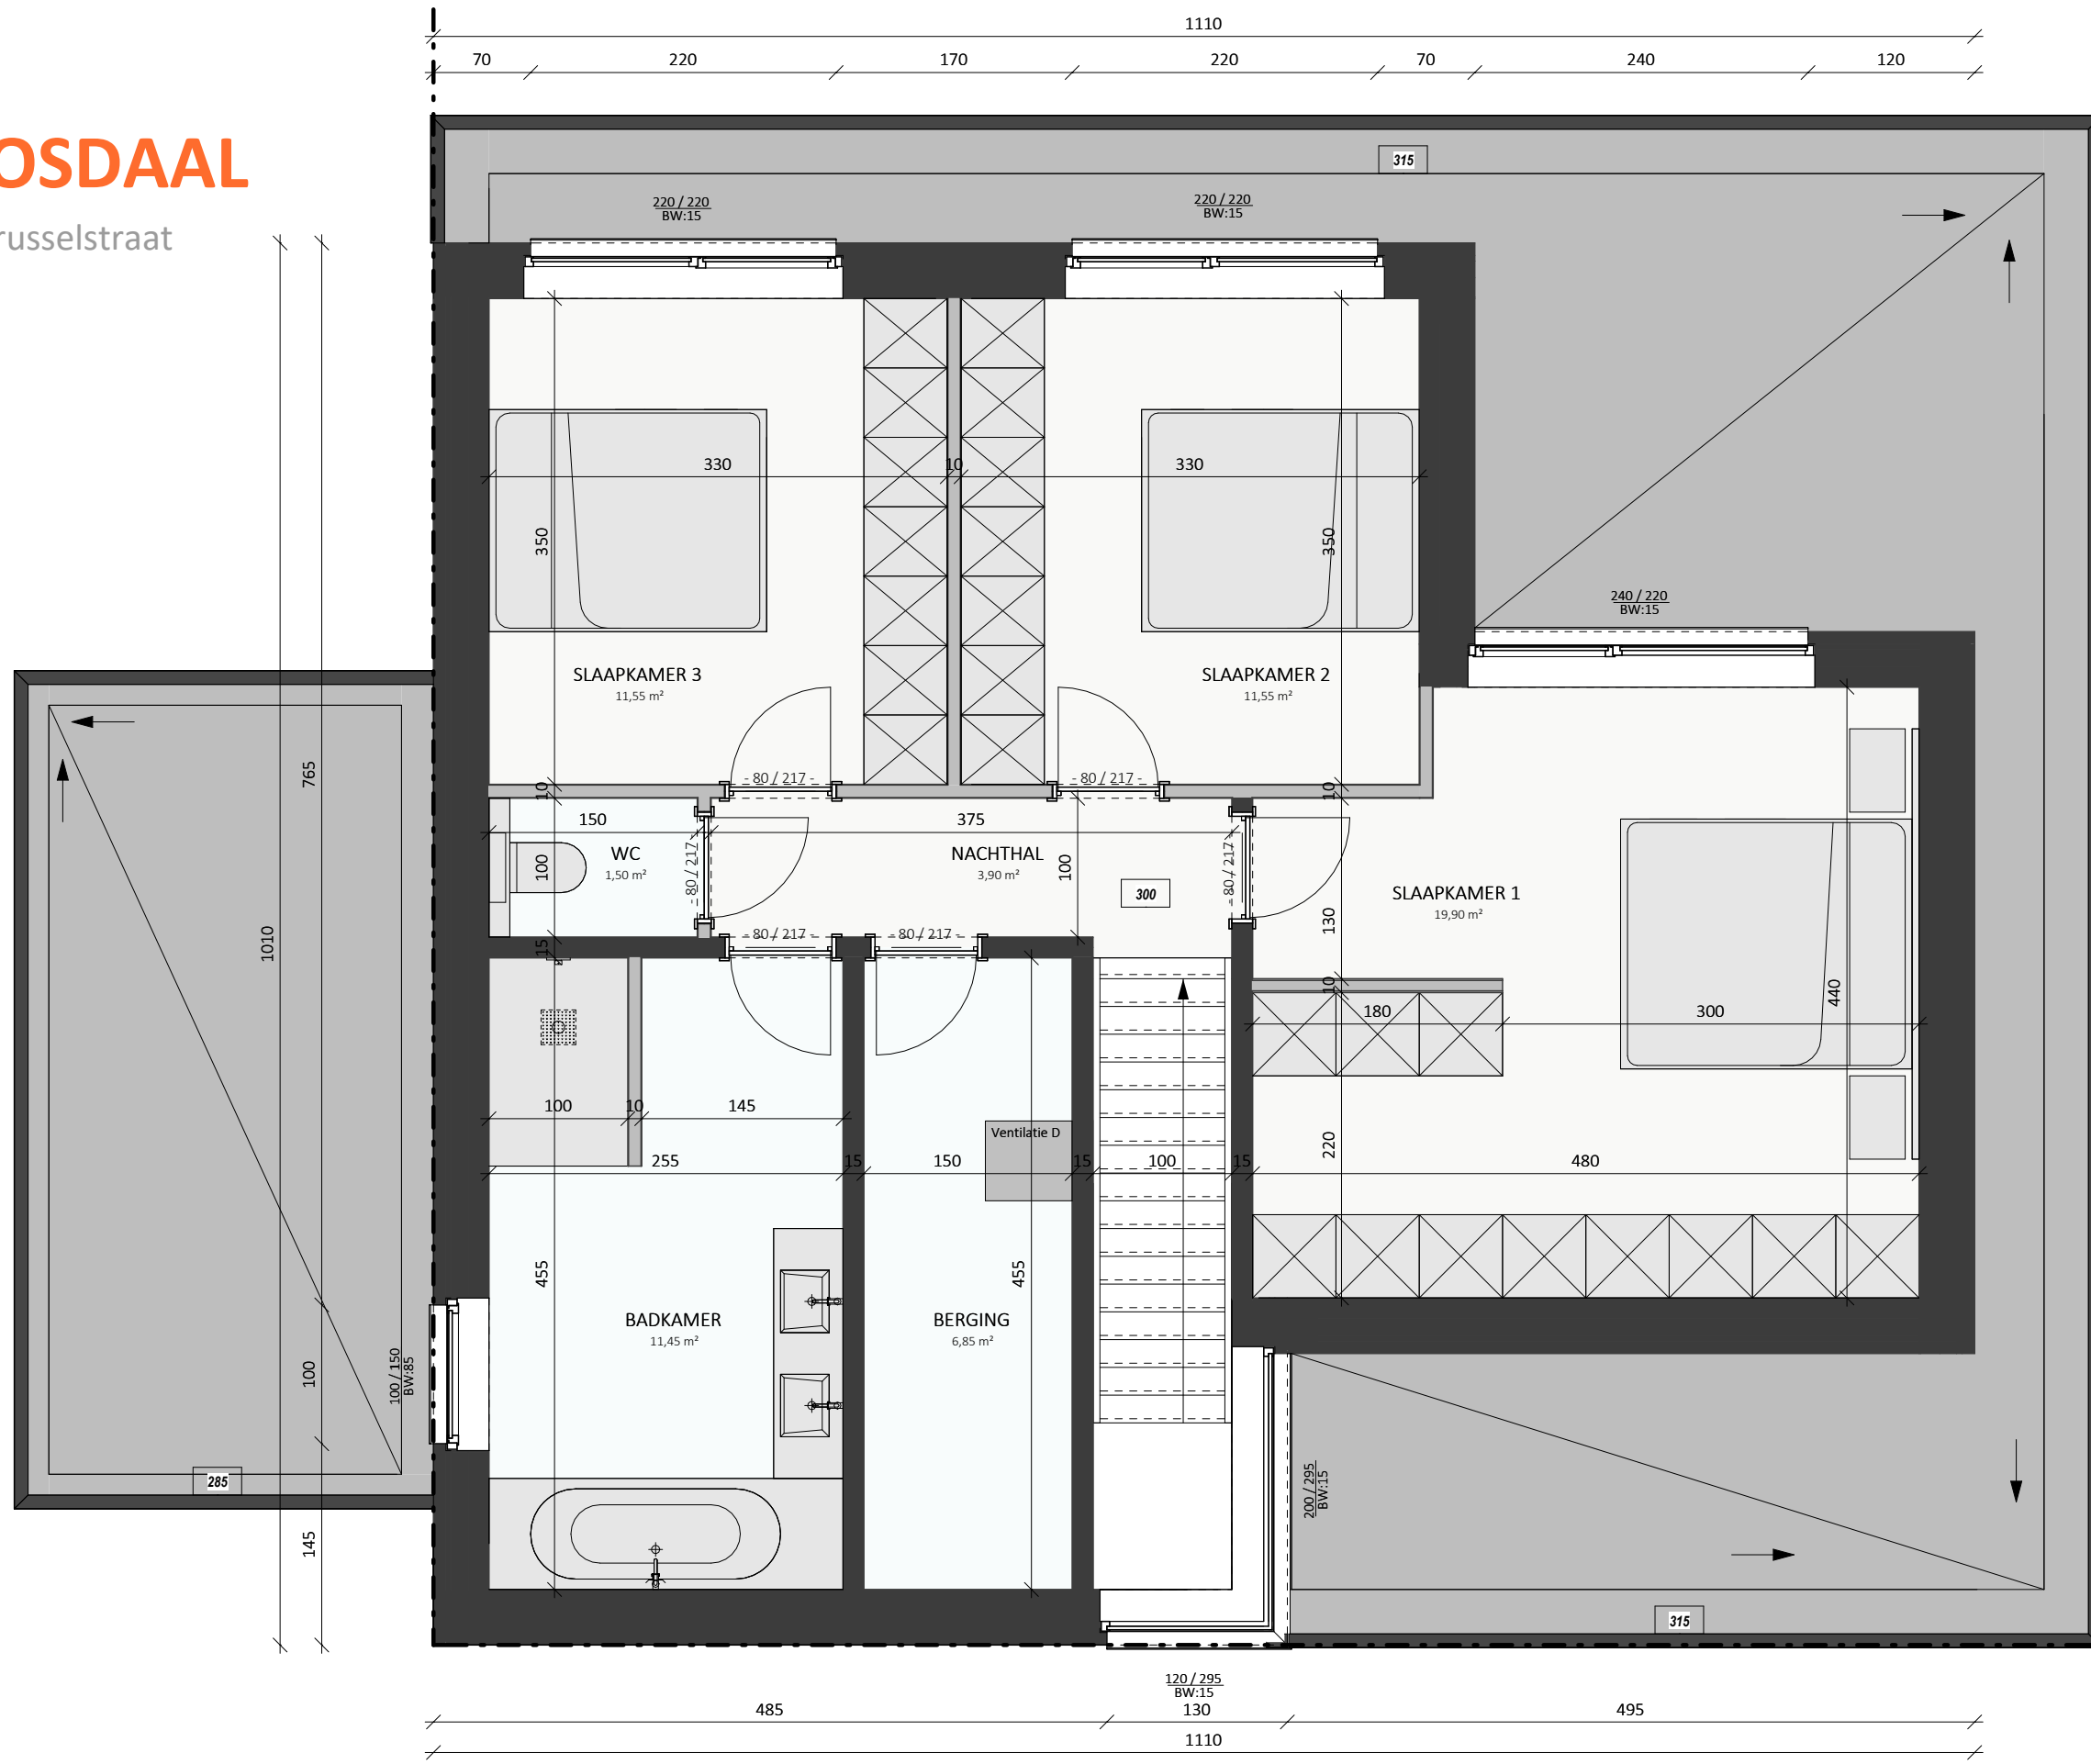 1110
70 220 170 220 70 240 120
OSDAAL
russelstraat
315
220 / 220
BW:15
220 / 220
BW:15
330 10 330
350
350
240 / 220
BW:15
SLAAPKAMER 3
11,55 m²
SLAAPKAMER 2
11,55 m²
765
1010
- 80 / 217 -
- 80 / 217 -
10
10
150
375
WC
1,50 m²
100
- 80 / 217 -
NACHTHAL
3,90 m²
100
300
- 80 / 217 -
SLAAPKAMER 1
19,90 m²
130
15
- 80 / 217 -
- 80 / 217 -
10
440
180 300
100 10 145
Ventilatie D
255 15 150 15 100 15 480
220
455
455
BADKAMER
11,45 m²
BERGING
6,85 m²
100
100 / 150
BW:85
285
145
200 / 295
BW:15
315
120 / 295
BW:15
485 130 495
1110